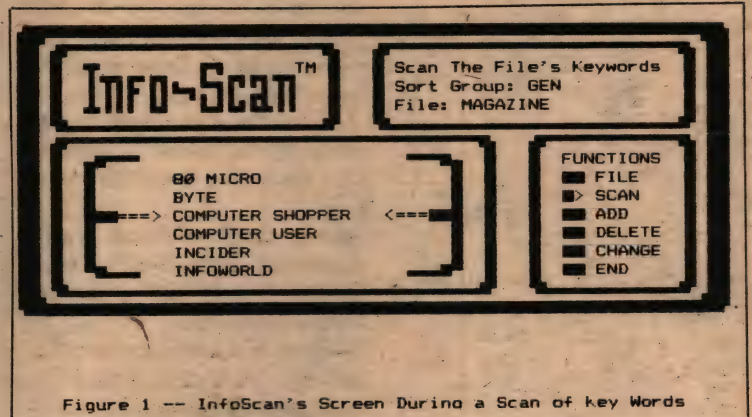 Info~Scan™
Scan The File's Keywords
Sort Group: GEN
File: MAGAZINE
80 MICRO
BYTE
===> COMPUTER SHOPPER <===
COMPUTER USER
INCIDER
INFOWORLD
FUNCTIONS
FILE
> SCAN
ADD
DELETE
CHANGE
END
Figure 1 -- InfoScan's Screen During a Scan of Key Words